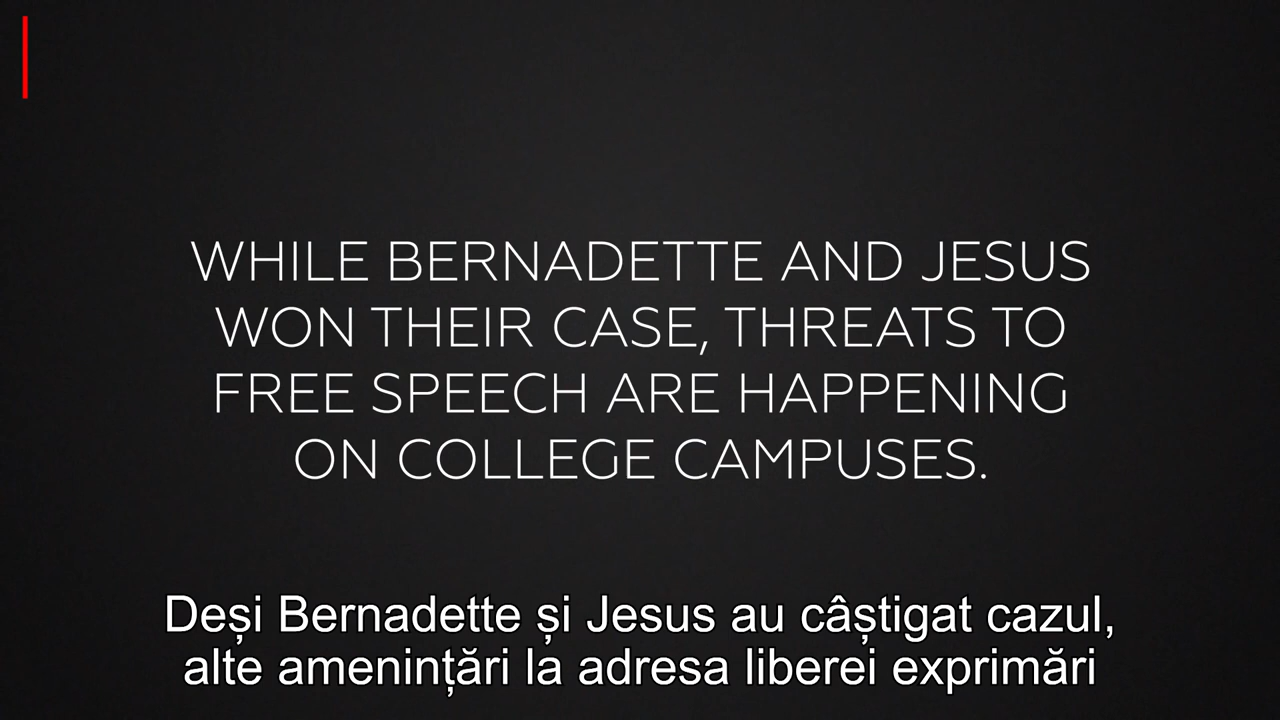 WHILE BERNADETTE AND JESUS
WON THEIR CASE, THREATS TO
FREE SPEECH ARE HAPPENING
ON COLLEGE CAMPUSES.
Deși Bernadette și Jesus au câștigat cazul,
alte amenințări la adresa liberei exprimări